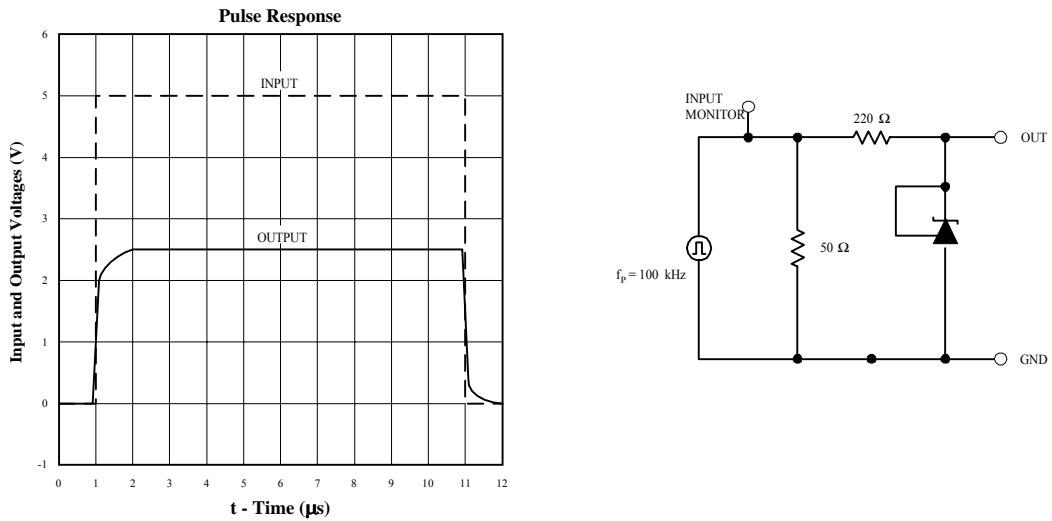 Pulse Response
Input and Output Voltages (V)
6
5
4
3
2
1
0
-1
INPUT
OUTPUT
0 1 2 3 4 5 6 7 8 9 10 11 12
t - Time (μs)
INPUT
MONITOR
220 Ω
OUT
50 Ω
fP = 100 kHz
GND